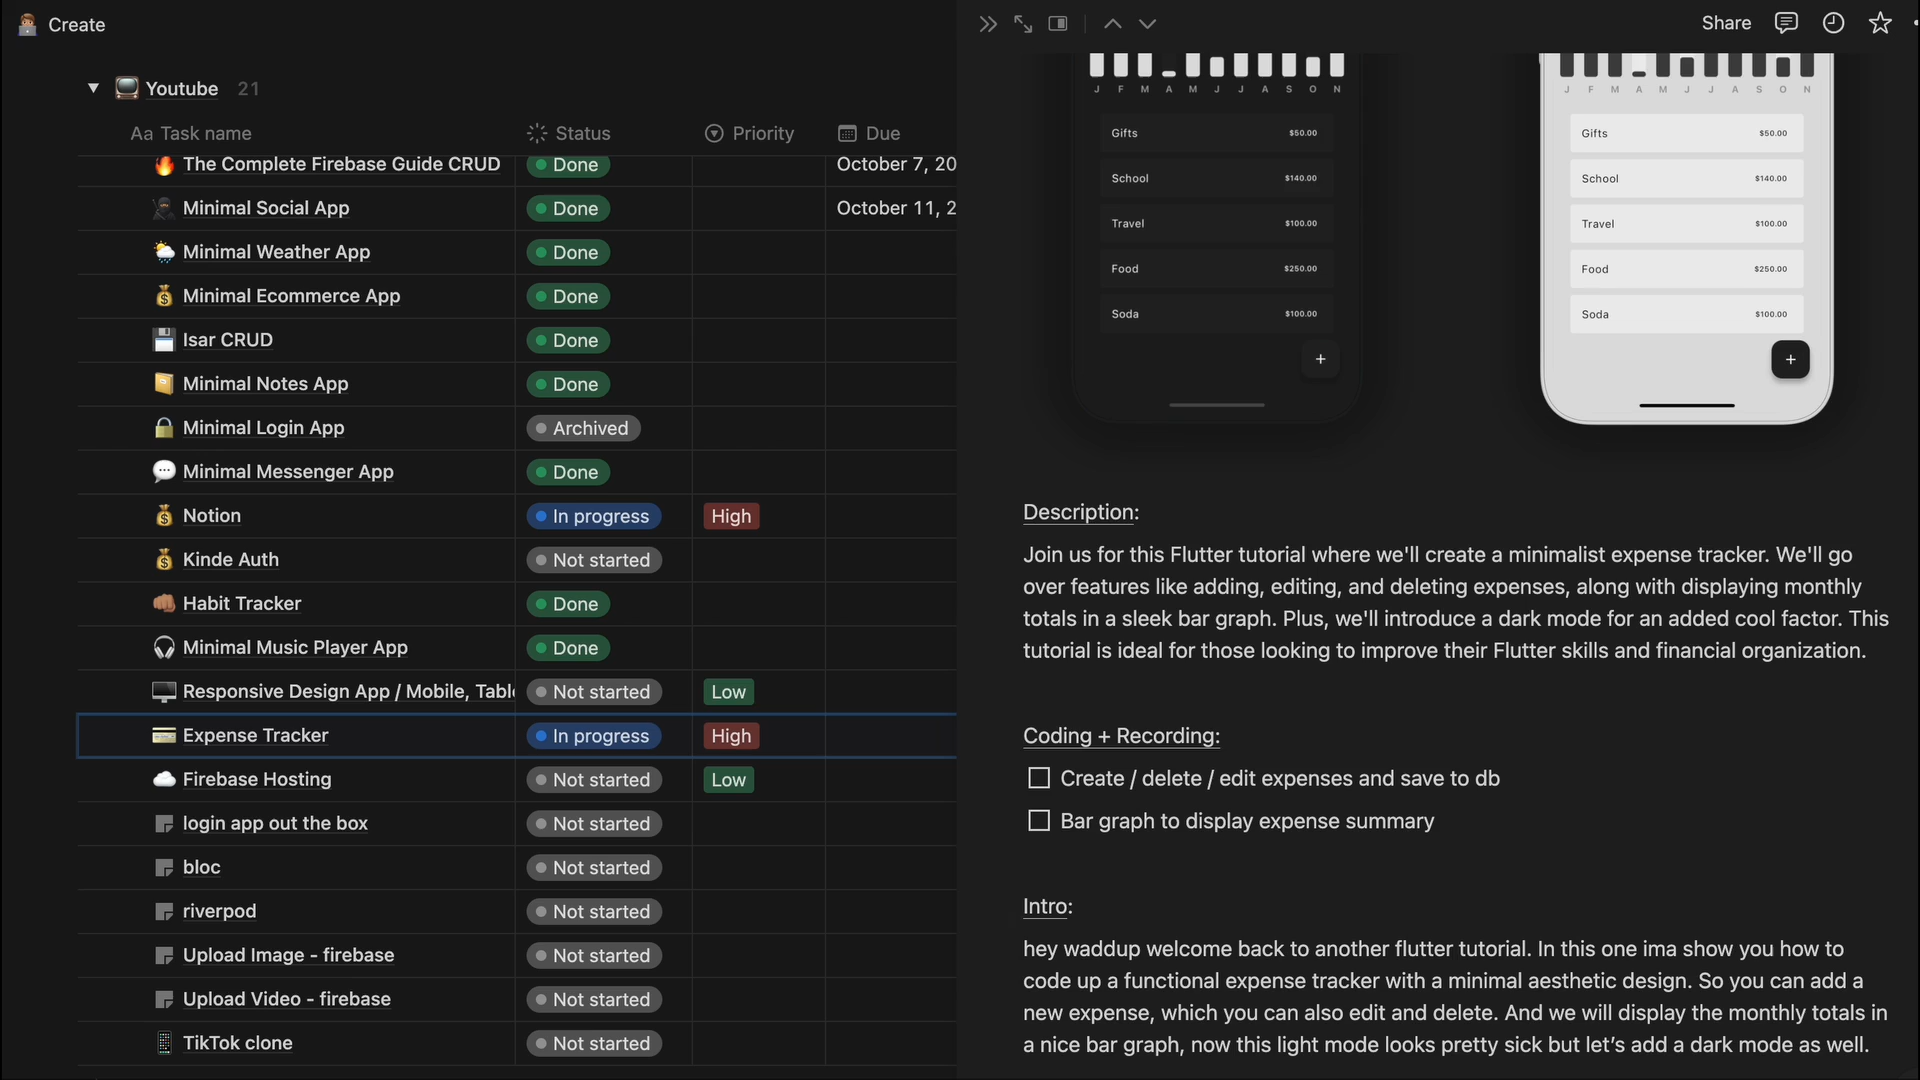 Create
Youtube 21
Aa Task name Status Priority Due
The Complete Firebase Guide CRUD Done October 7, 20
Minimal Social App Done October 11, 2
Minimal Weather App Done
Minimal Ecommerce App Done
Isar CRUD Done
Minimal Notes App Done
Minimal Login App Archived
Minimal Messenger App Done
Notion In progress High
Kinde Auth Not started
Habit Tracker Done
Minimal Music Player App Done
Responsive Design App / Mobile, Table Not started Low
Expense Tracker In progress High
Firebase Hosting Not started Low
login app out the box Not started
bloc Not started
riverpod Not started
Upload Image - firebase Not started
Upload Video - firebase Not started
TikTok clone Not started
Share
J F M A M J J A S O N
Gifts $50.00
School $140.00
Travel $100.00
Food $250.00
Soda $100.00
+
J F M A M J J A S O N
Gifts $50.00
School $140.00
Travel $100.00
Food $250.00
Soda $100.00
+
Description:
Join us for this Flutter tutorial where we'll create a minimalist expense tracker. We'll go
over features like adding, editing, and deleting expenses, along with displaying monthly
totals in a sleek bar graph. Plus, we'll introduce a dark mode for an added cool factor. This
tutorial is ideal for those looking to improve their Flutter skills and financial organization.
Coding + Recording:
Create / delete / edit expenses and save to db
Bar graph to display expense summary
Intro:
hey waddup welcome back to another flutter tutorial. In this one ima show you how to
code up a functional expense tracker with a minimal aesthetic design. So you can add a
new expense, which you can also edit and delete. And we will display the monthly totals in
a nice bar graph, now this light mode looks pretty sick but let’s add a dark mode as well.